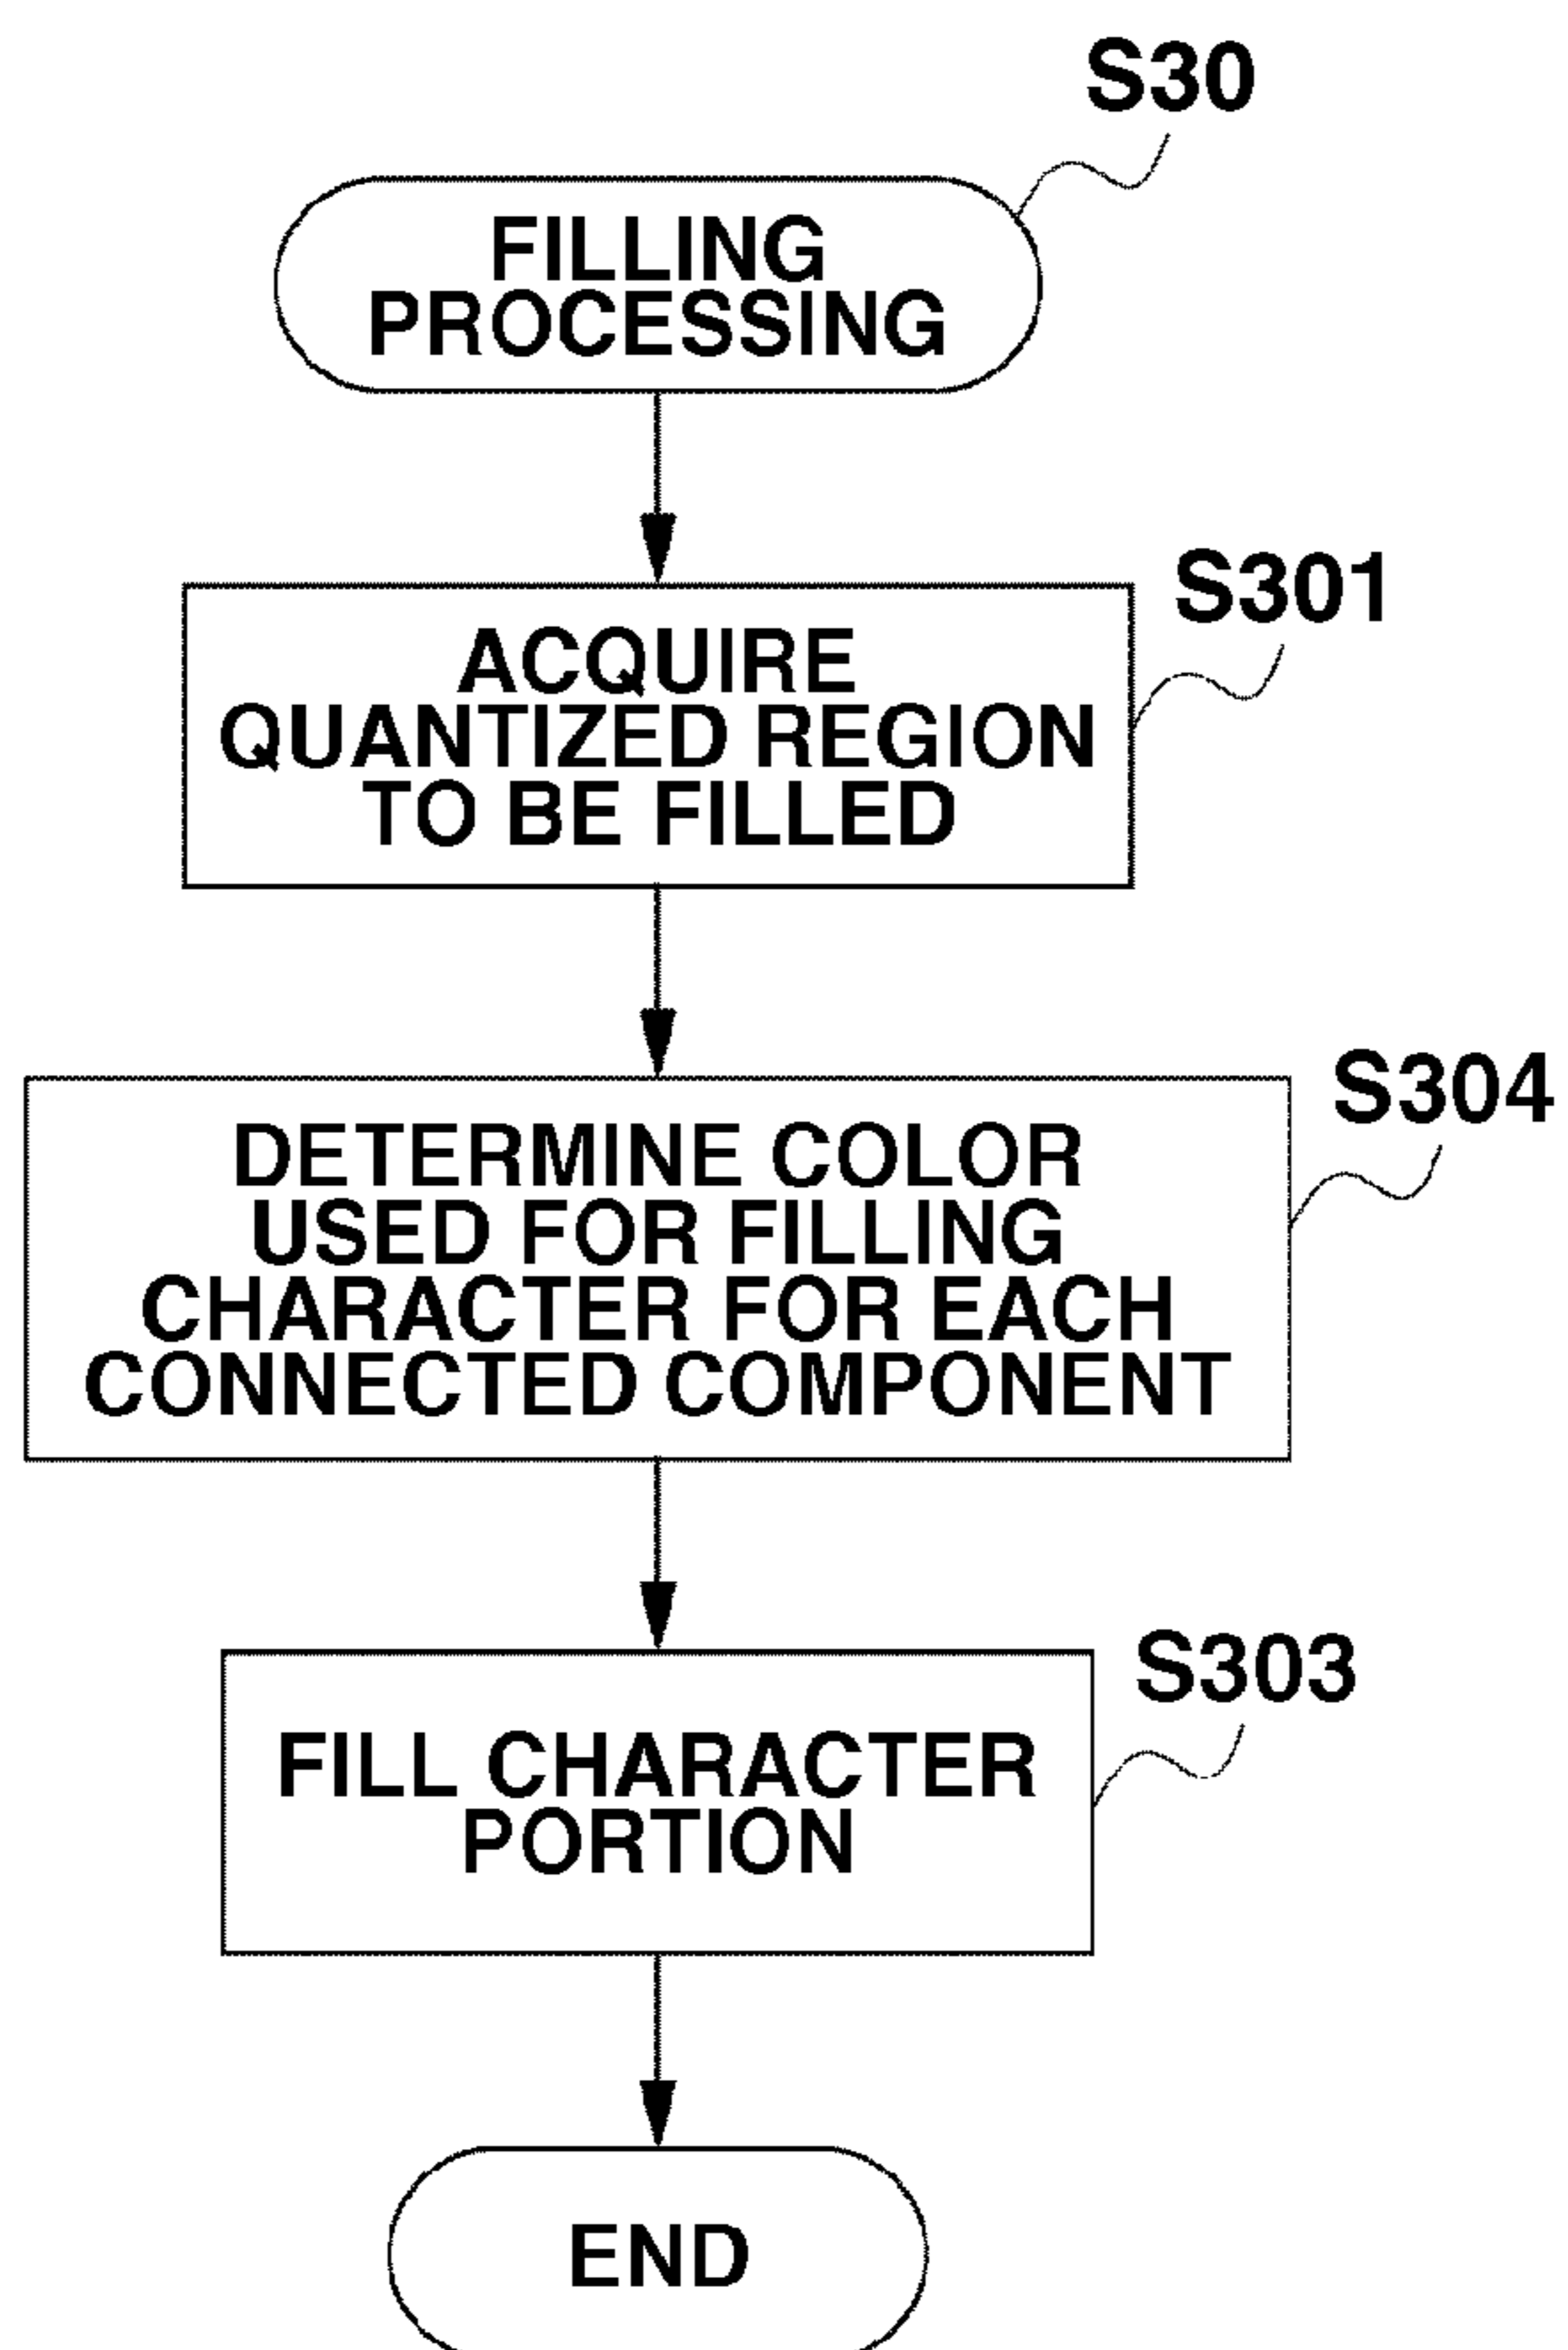 S30
FILLING
PROCESSING
S301
ACQUIRE
QUANTIZED REGION
TO BE FILLED
S304
DETERMINE COLOR
USED FOR FILLING
CHARACTER FOR EACH
CONNECTED COMPONENT
S303
FILL CHARACTER
PORTION
END